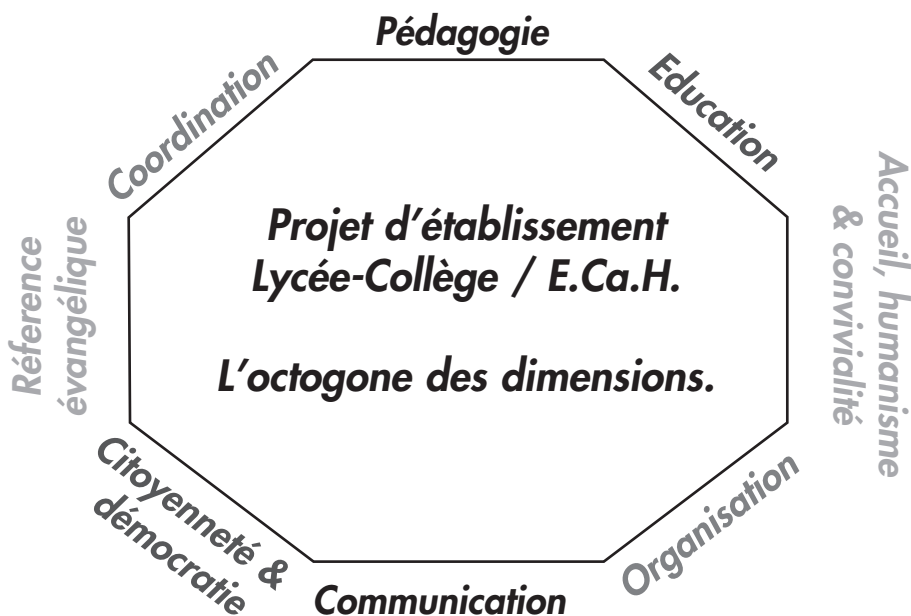 Pédagogie
Education
Accueil, humanisme
& convivialité
Organisation
Communication
Citoyenneté &
démocratie
Réference
évangélique
Coordination
Projet d'établissement
Lycée-Collège / E.Ca.H.
L'octogone des dimensions.